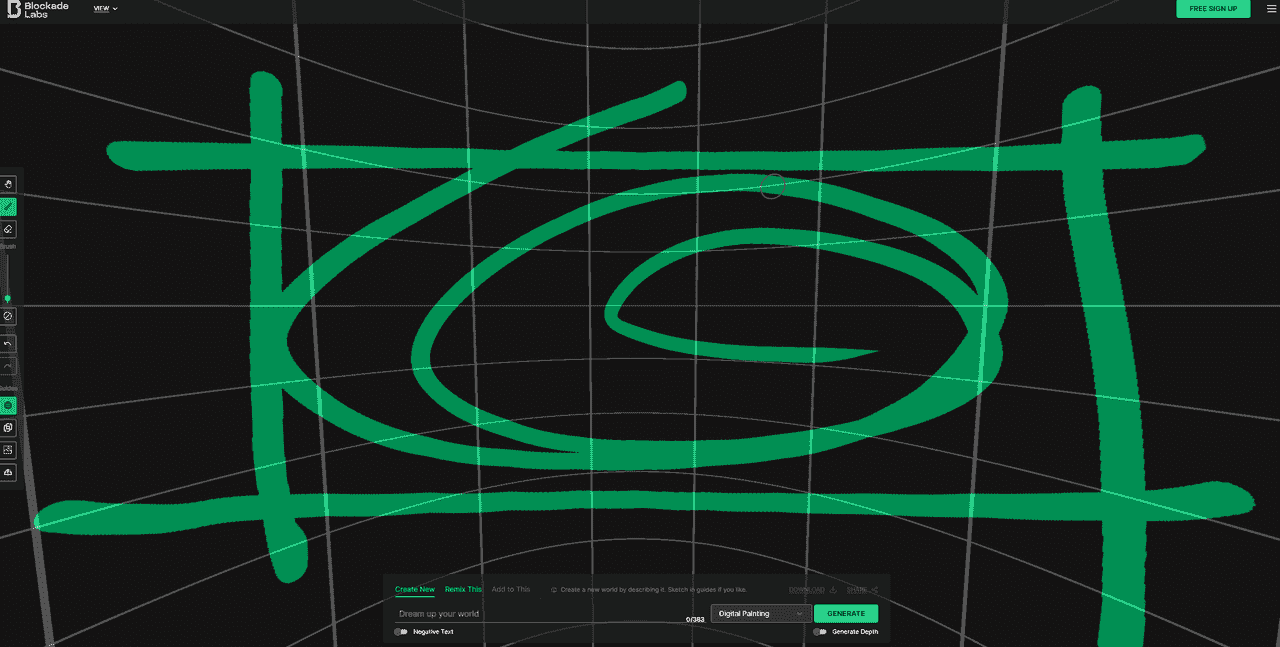 Blockade
Labs
VIEW
FREE SIGN UP
Brush
Guides
Create New
Remix This
Add to This
Create a new world by describing it. Sketch in guides if you like.
DOWNLOAD
SHARE
Dream up your world
0/363
Digital Painting
GENERATE
Negative Text
Generate Depth